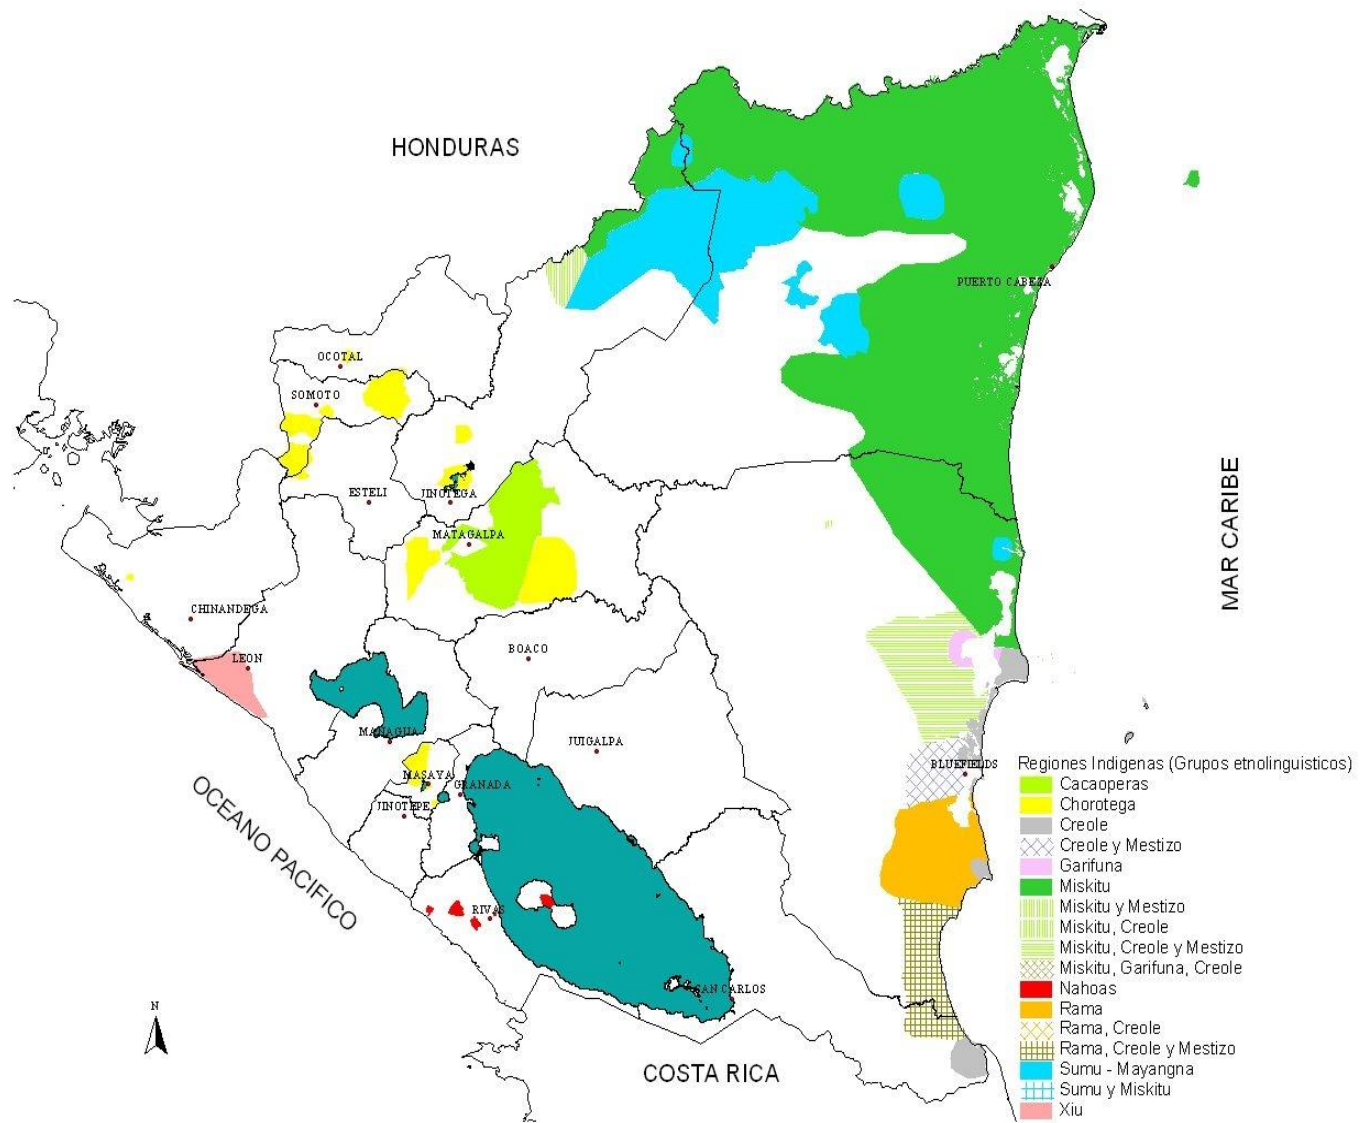 HONDURAS
PUERTO CABEZA
OCOTAL
SOMOTO
ESTELI
JINOTEGA
MATAGALPA
MAR CARIBE
CHINANDEGA
LEON
BOACO
MANAGUA
JUIGALPA
MASAYA
GRANADA
JINOTEPE
OCEANO PACIFICO
RIVAS
BLUEFIELDS
SAN CARLOS
N
COSTA RICA
Regiones Indigenas (Grupos etnolinguisticos)
Cacaoperas
Chorotega
Creole
Creole y Mestizo
Garifuna
Miskitu
Miskitu y Mestizo
Miskitu, Creole
Miskitu, Creole y Mestizo
Miskitu, Garifuna, Creole
Nahoas
Rama
Rama, Creole
Rama, Creole y Mestizo
Sumu - Mayangna
Sumu y Miskitu
Xiu